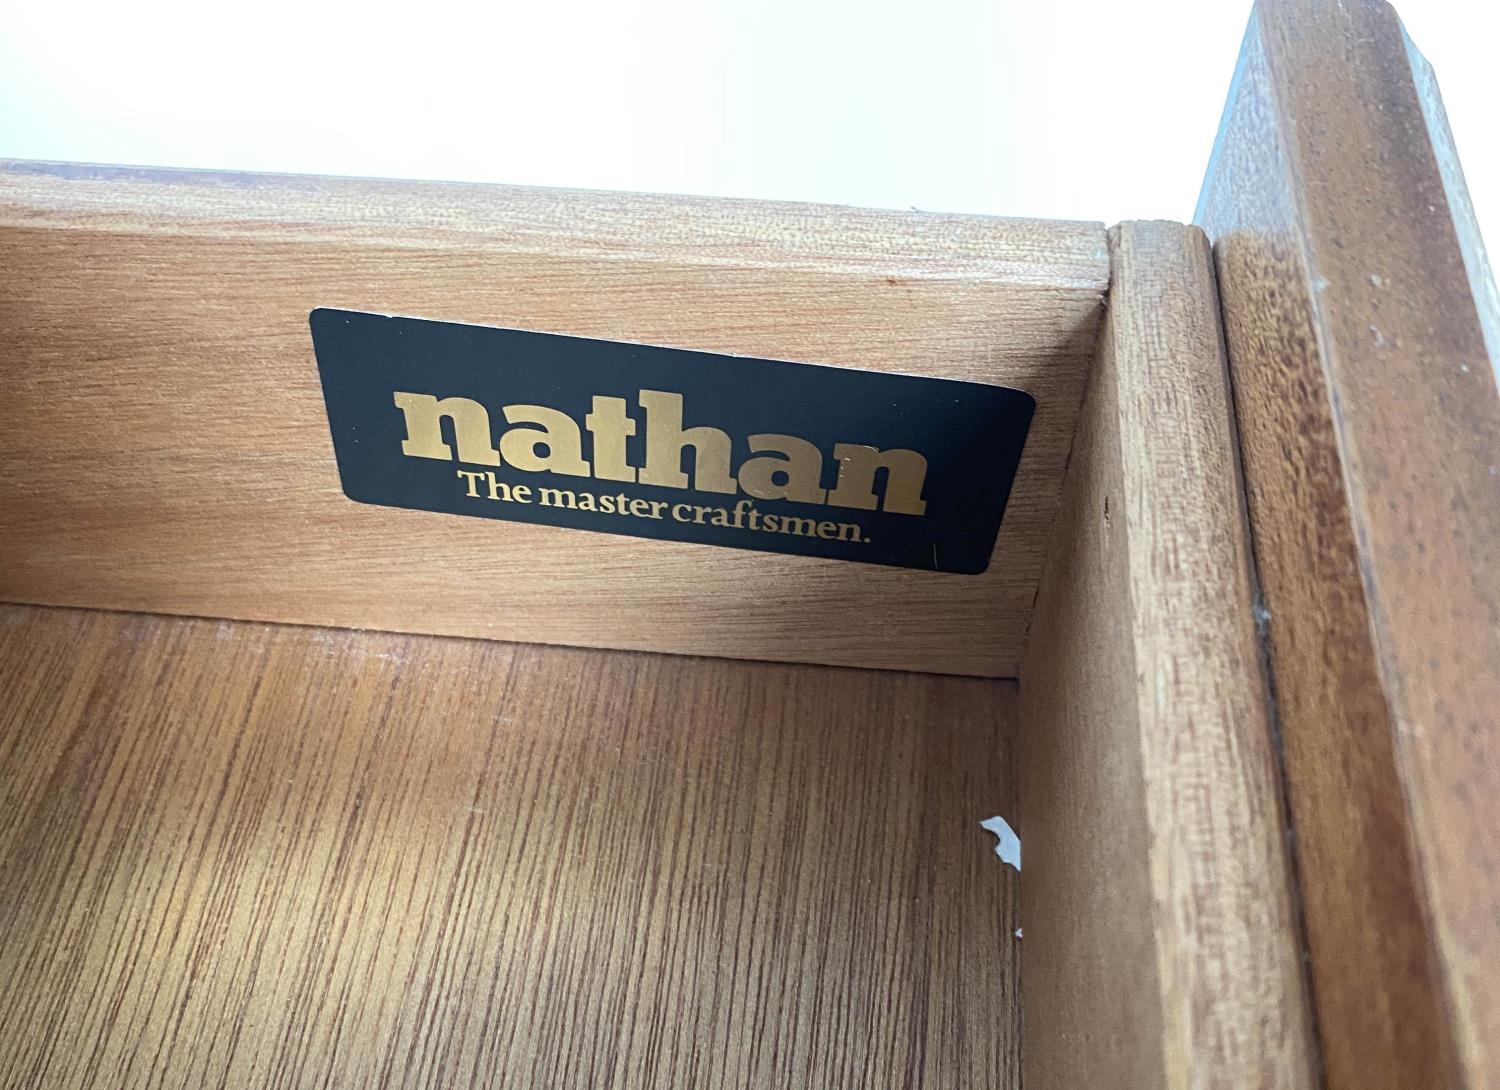 nathan
The master craftsmen.